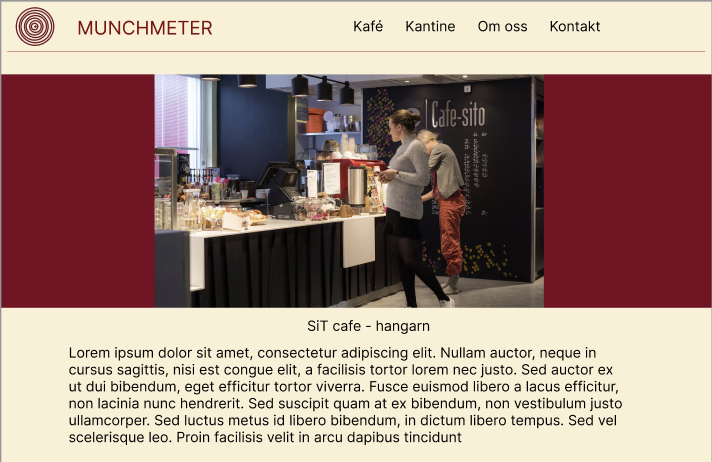 MUNCHMETER
Kafé Kantine Om oss Kontakt
Cafe-sito
SiT cafe - hangarn
Lorem ipsum dolor sit amet, consectetur adipiscing elit. Nullam auctor, neque in
cursus sagittis, nisi est congue elit, a facilisis tortor lorem nec justo. Sed auctor ex
ut dui bibendum, eget efficitur tortor viverra. Fusce euismod libero a lacus efficitur,
non lacinia nunc hendrerit. Sed suscipit quam at ex bibendum, non vestibulum justo
ullamcorper. Sed luctus metus id libero bibendum, in dictum libero tempus. Sed vel
scelerisque leo. Proin facilisis velit in arcu dapibus tincidunt